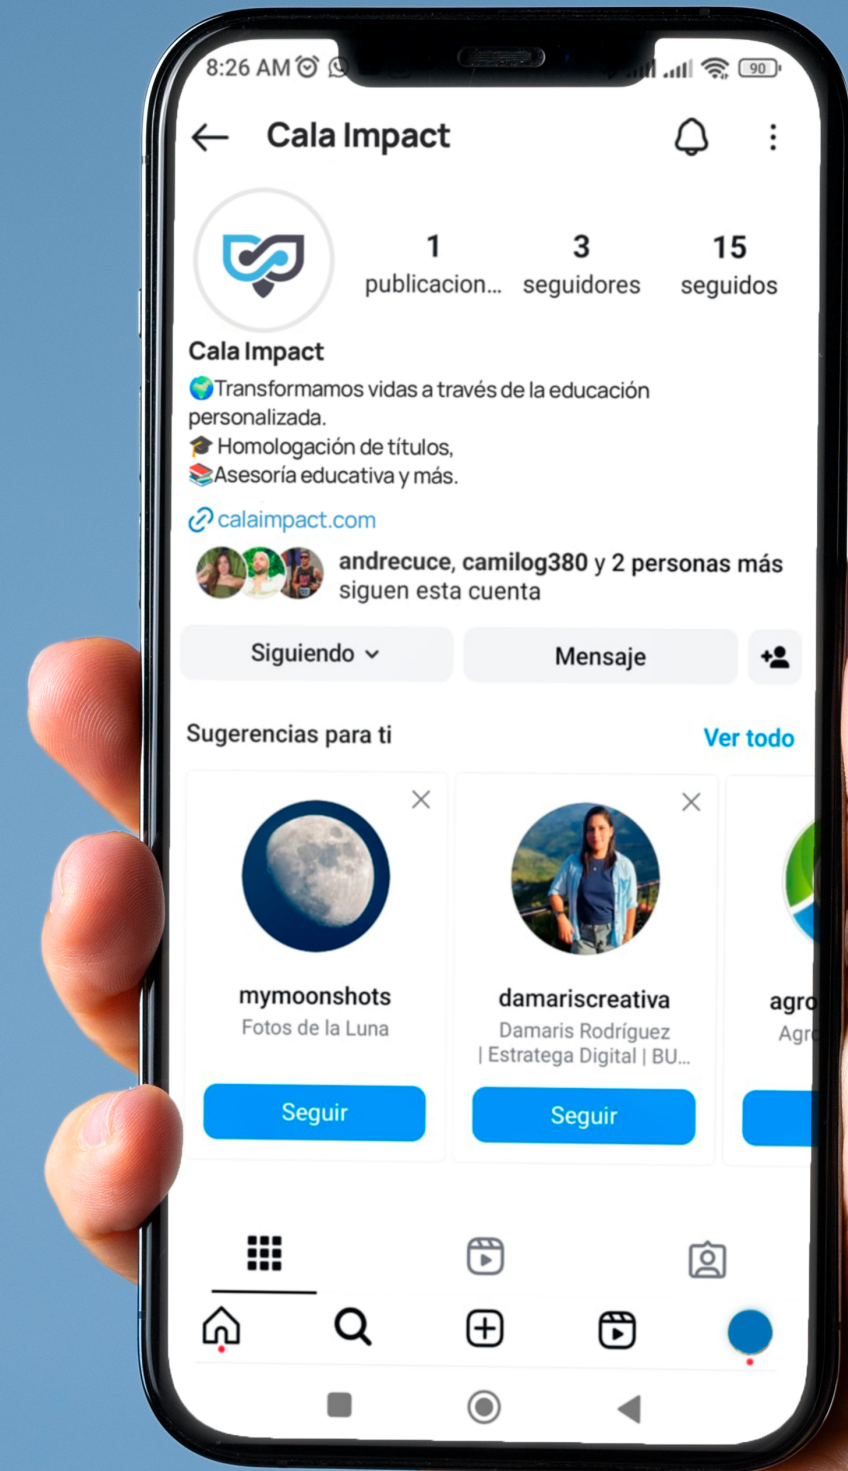 8:26 AM
90
Cala Impact
1
3
15
publicacion...
seguidores
seguidos
Cala Impact
🌍Transformamos vidas a través de la educación
personalizada.
🎓 Homologación de títulos,
📚Asesoría educativa y más.
calaimpact.com
andrecuce, camilog380 y 2 personas más
siguen esta cuenta
Siguiendo
Mensaje
Sugerencias para ti
Ver todo
mymoonshots
Fotos de la Luna
Seguir
damariscreativa
Damaris Rodríguez
| Estratega Digital | BU...
Seguir
agro
Agro